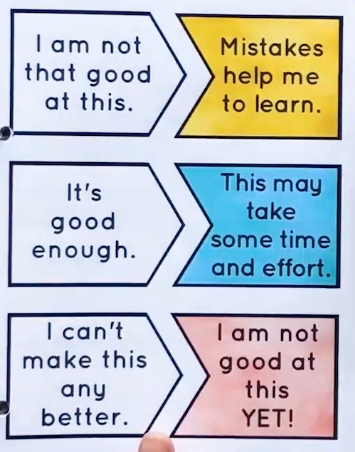 I am not
that good
at this.
Mistakes
help me
to learn.
It's
good
enough.
This may
take
some time
and effort.
I can't
make this
any
better.
I am not
good at
this
YET!